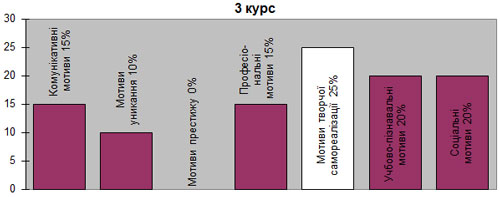 3 курс
30
25
20
15
10
5
0
Комунікативні
мотиви 15%
Мотиви
уникання 10%
Мотиви престижу 0%
Професіо-
нальні
мотиви 15%
Мотиви творчої
самореалізації 25%
Учбово-пізнавальні
мотиви 20%
Соціальні
мотиви 20%